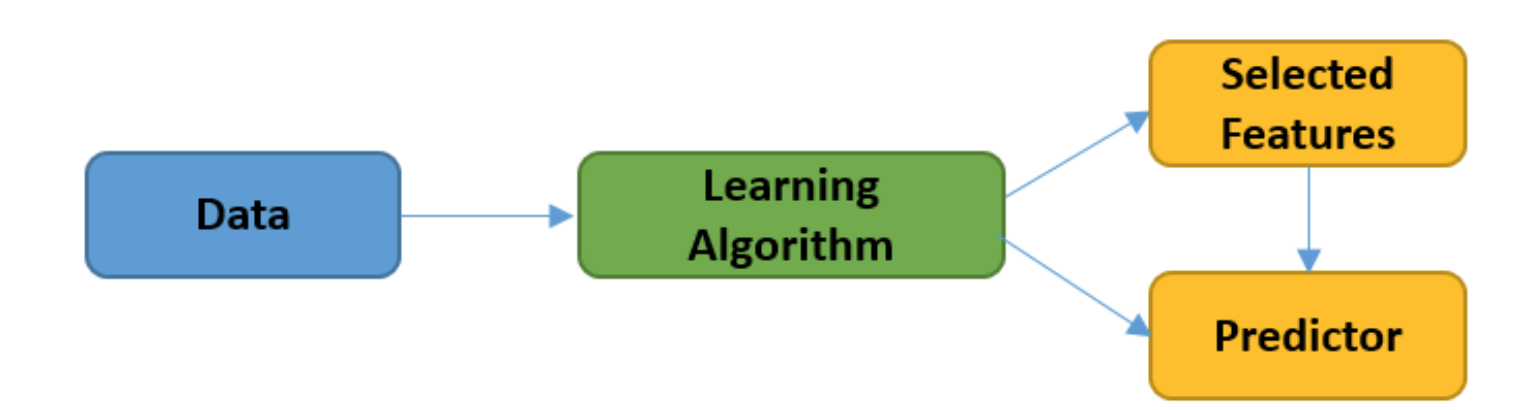 Data
Learning
Algorithm
Selected
Features
Predictor